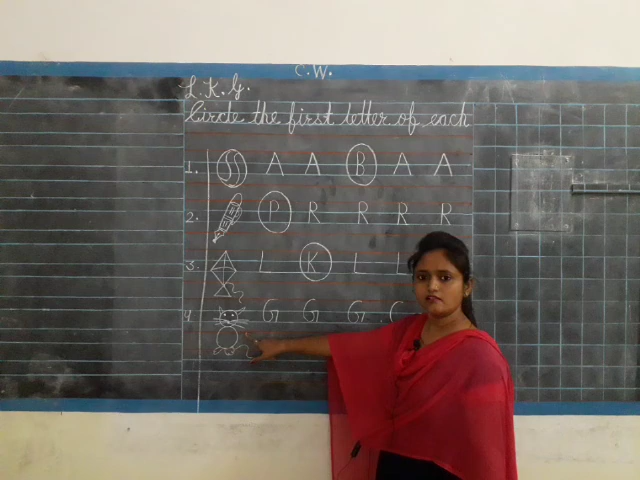 C.W.
L.K.G.
Circle the first letter of each
1. A A B A A
2. P R R R R
3. L K L L
4 G G G